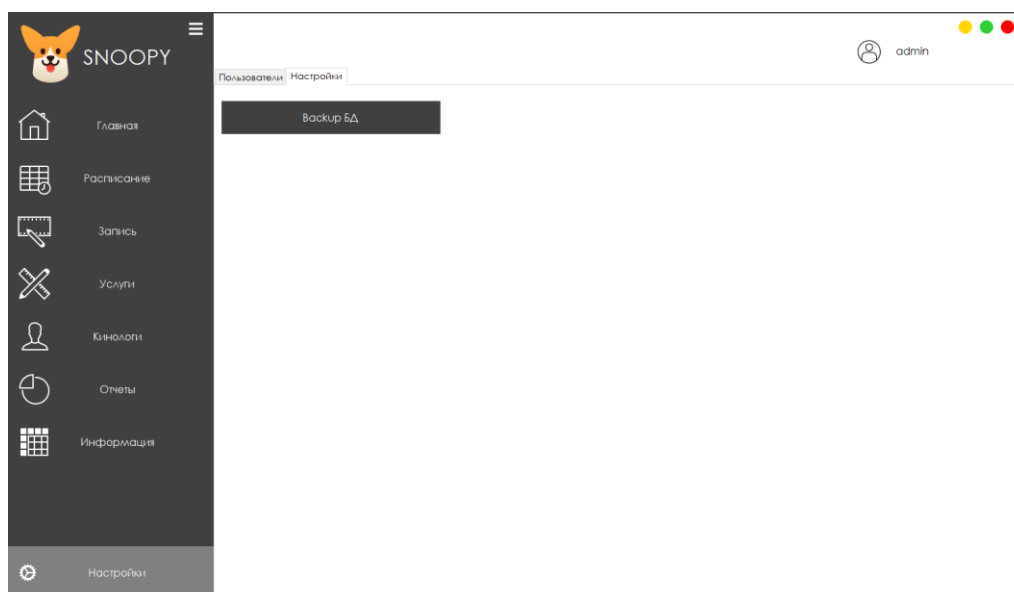 SNOOPY
admin
Пользователи Настройки
Backup БД
Главная
Расписание
Запись
Услуги
Кинологи
Отчеты
Информация
Настройки